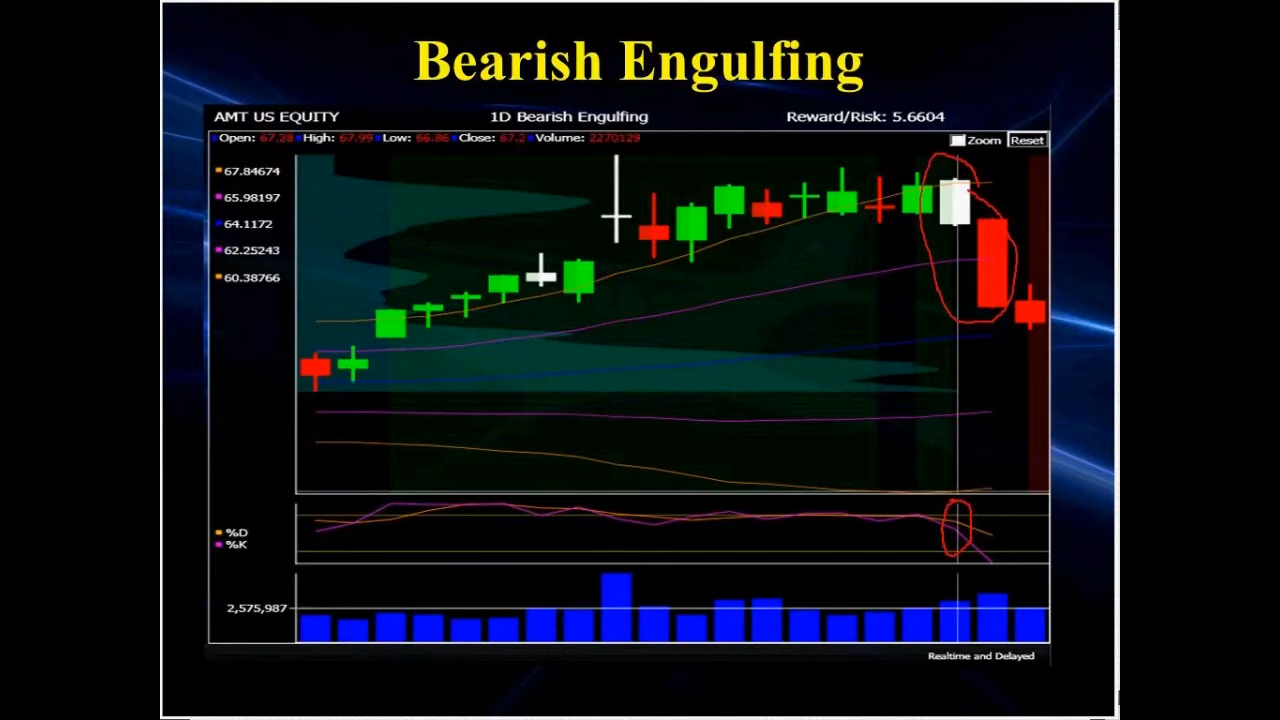 Bearish Engulfing
AMT US EQUITY 1D Bearish Engulfing Reward/Risk: 5.6604
Open: 67.28 High: 67.99 Low: 66.86 Close: 67.2 Volume: 2270129
Zoom Reset
67.84674
65.98197
64.1172
62.25243
60.38766
%D
%K
2,575,987
Realtime and Delayed